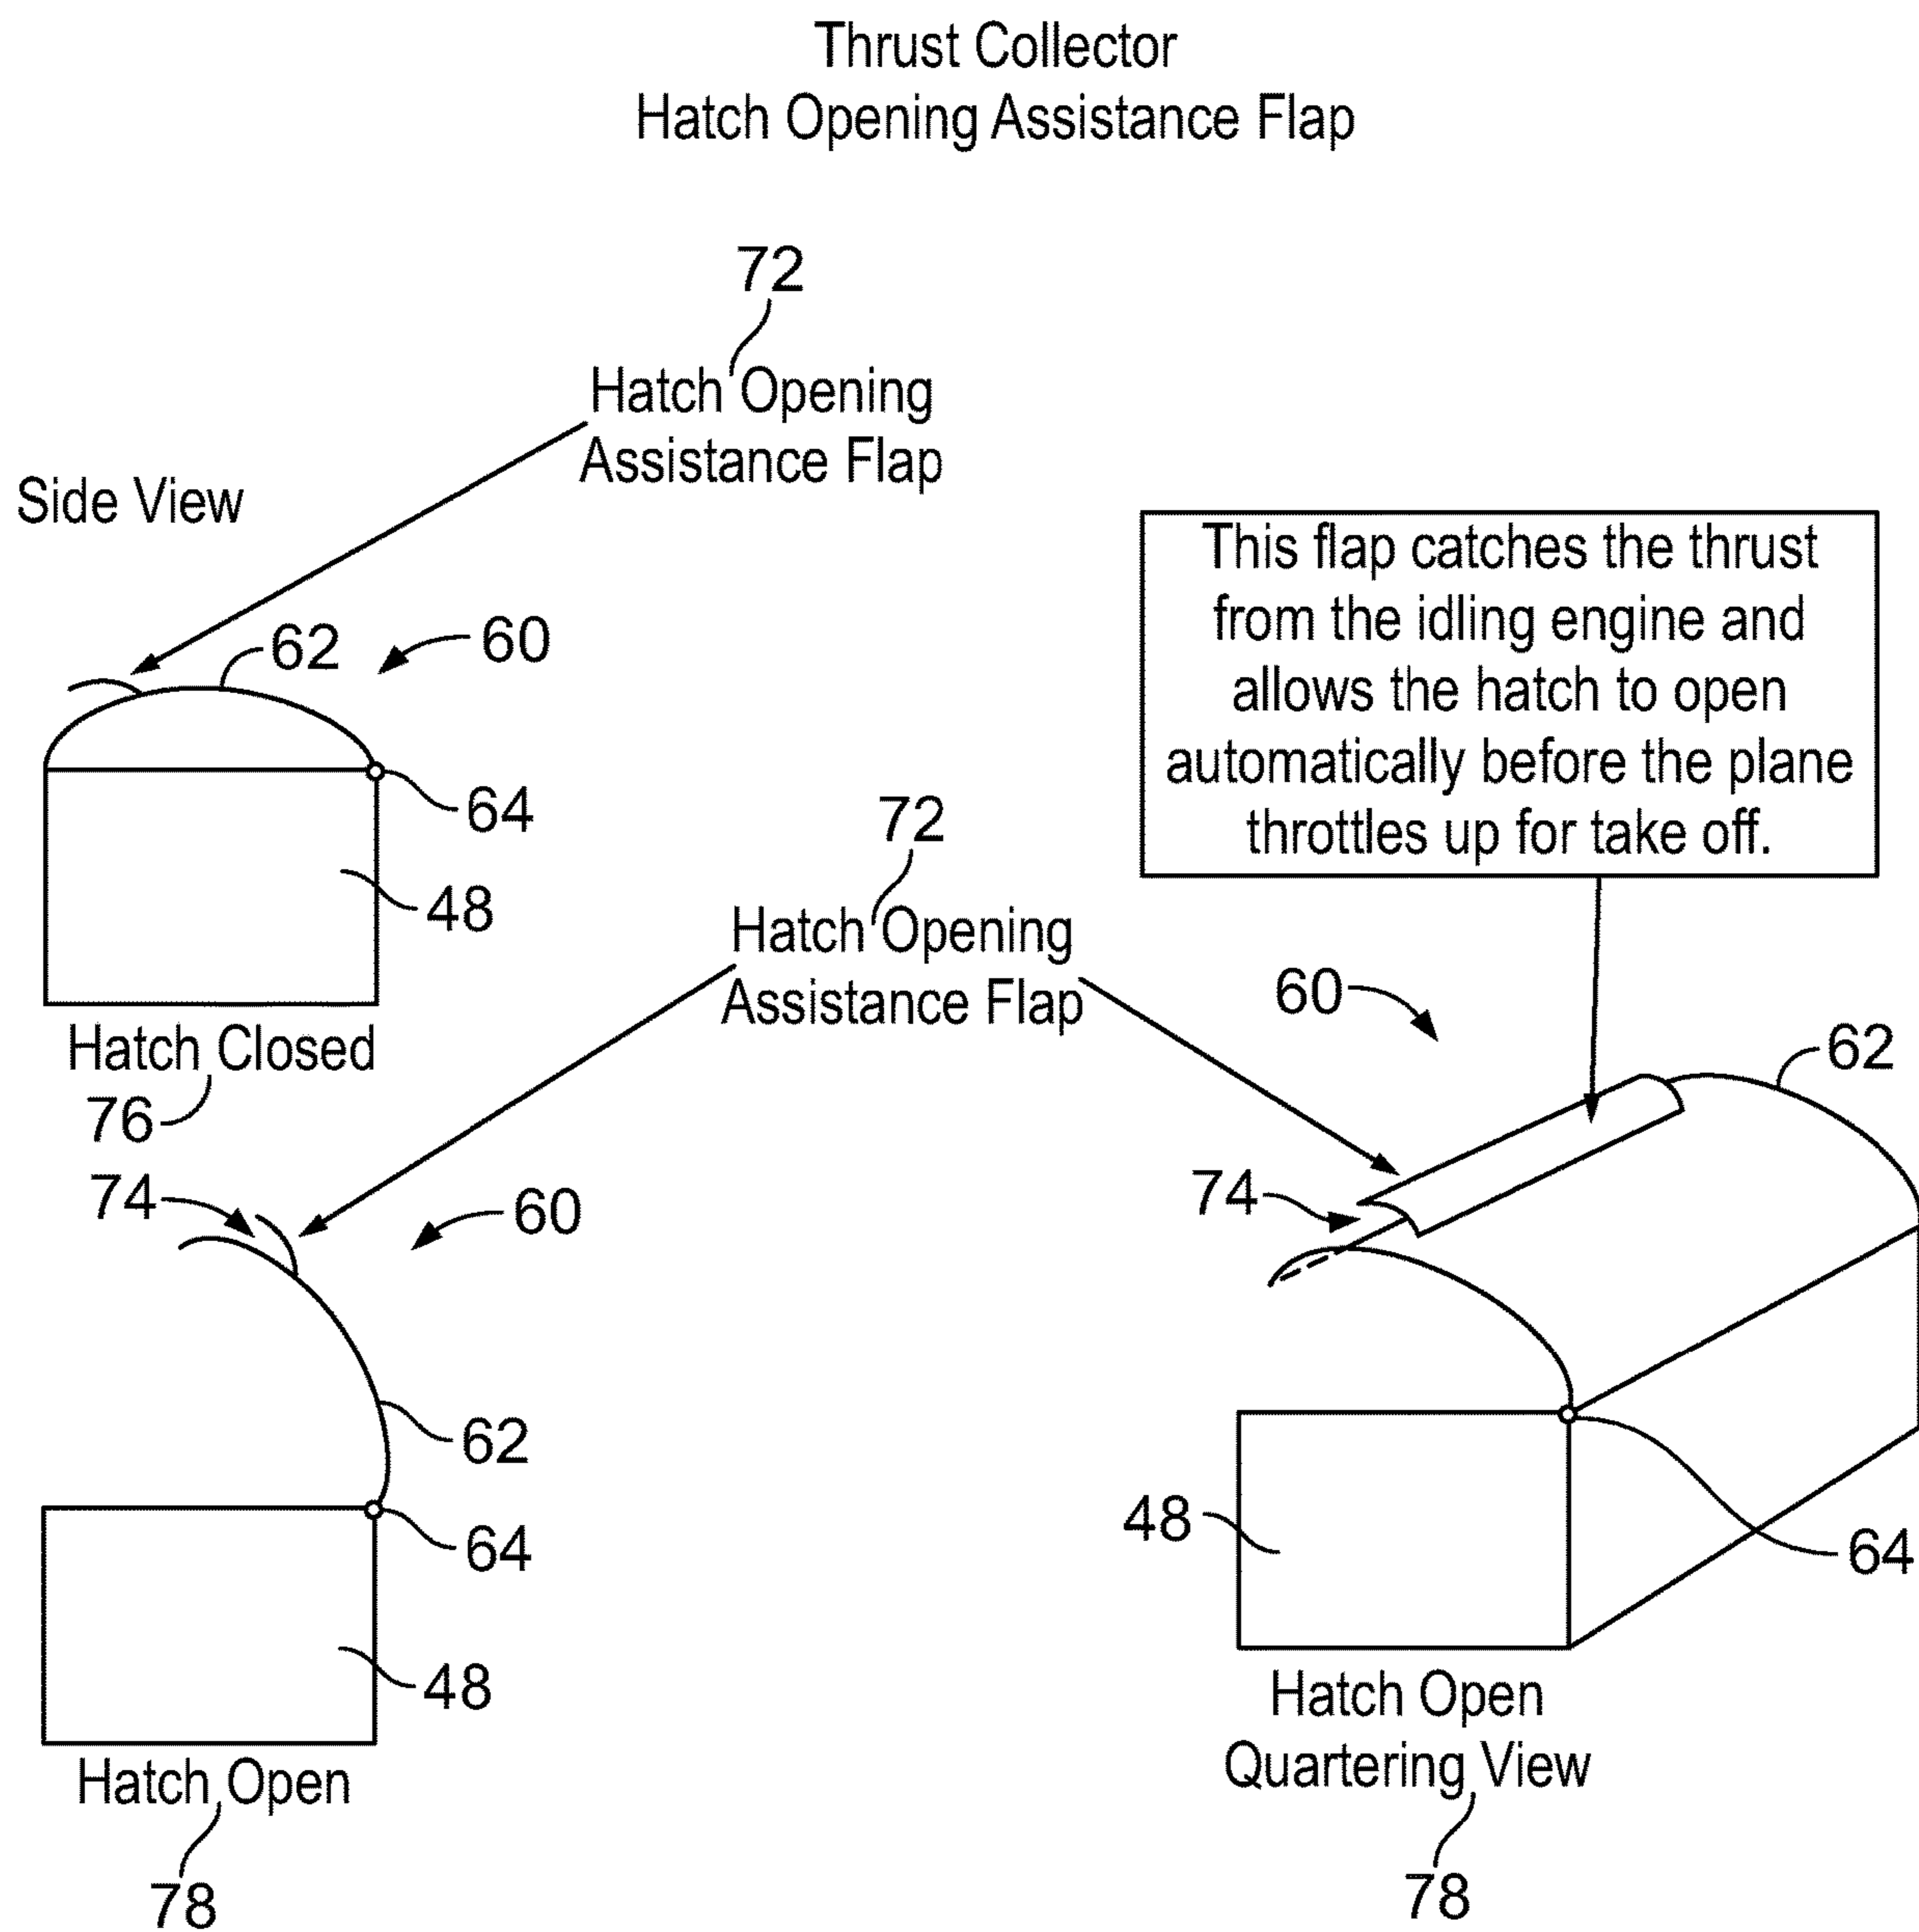 Thrust Collector
Hatch Opening Assistance Flap
72
Hatch Opening
Assistance Flap
Side View
62
60
64
48
Hatch Closed
76
This flap catches the thrust
from the idling engine and
allows the hatch to open
automatically before the plane
throttles up for take off.
72
Hatch Opening
Assistance Flap
74
60
62
64
48
Hatch Open
78
60
62
74
48
64
Hatch Open
Quartering View
78